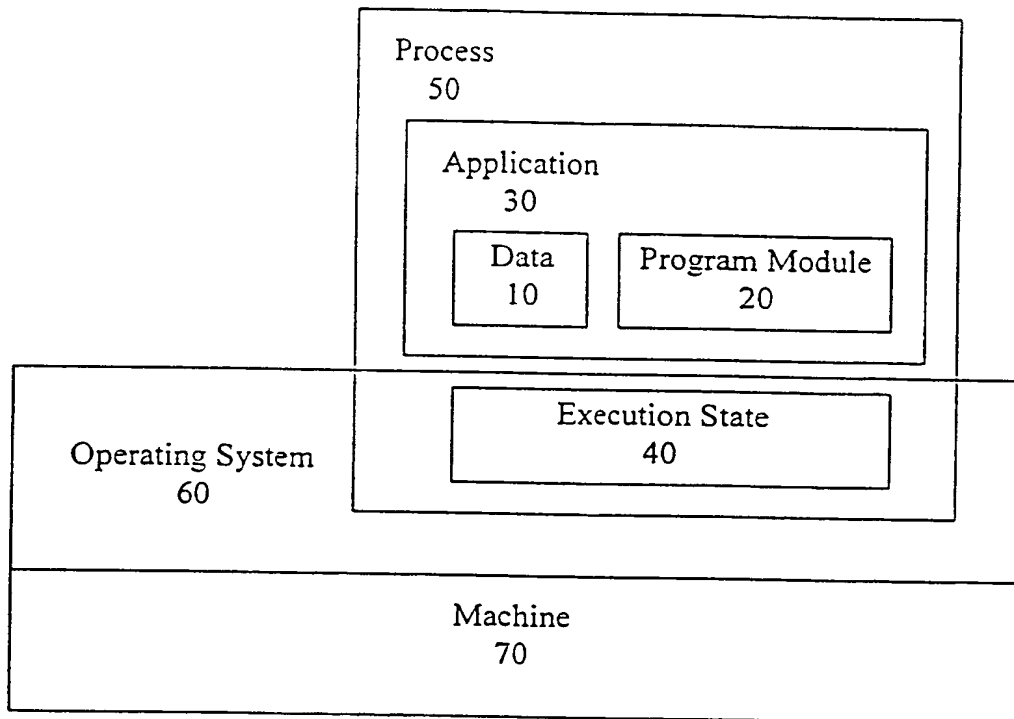 Process
50
Application
30
Data
10
Program Module
20
Execution State
40
Operating System
60
Machine
70